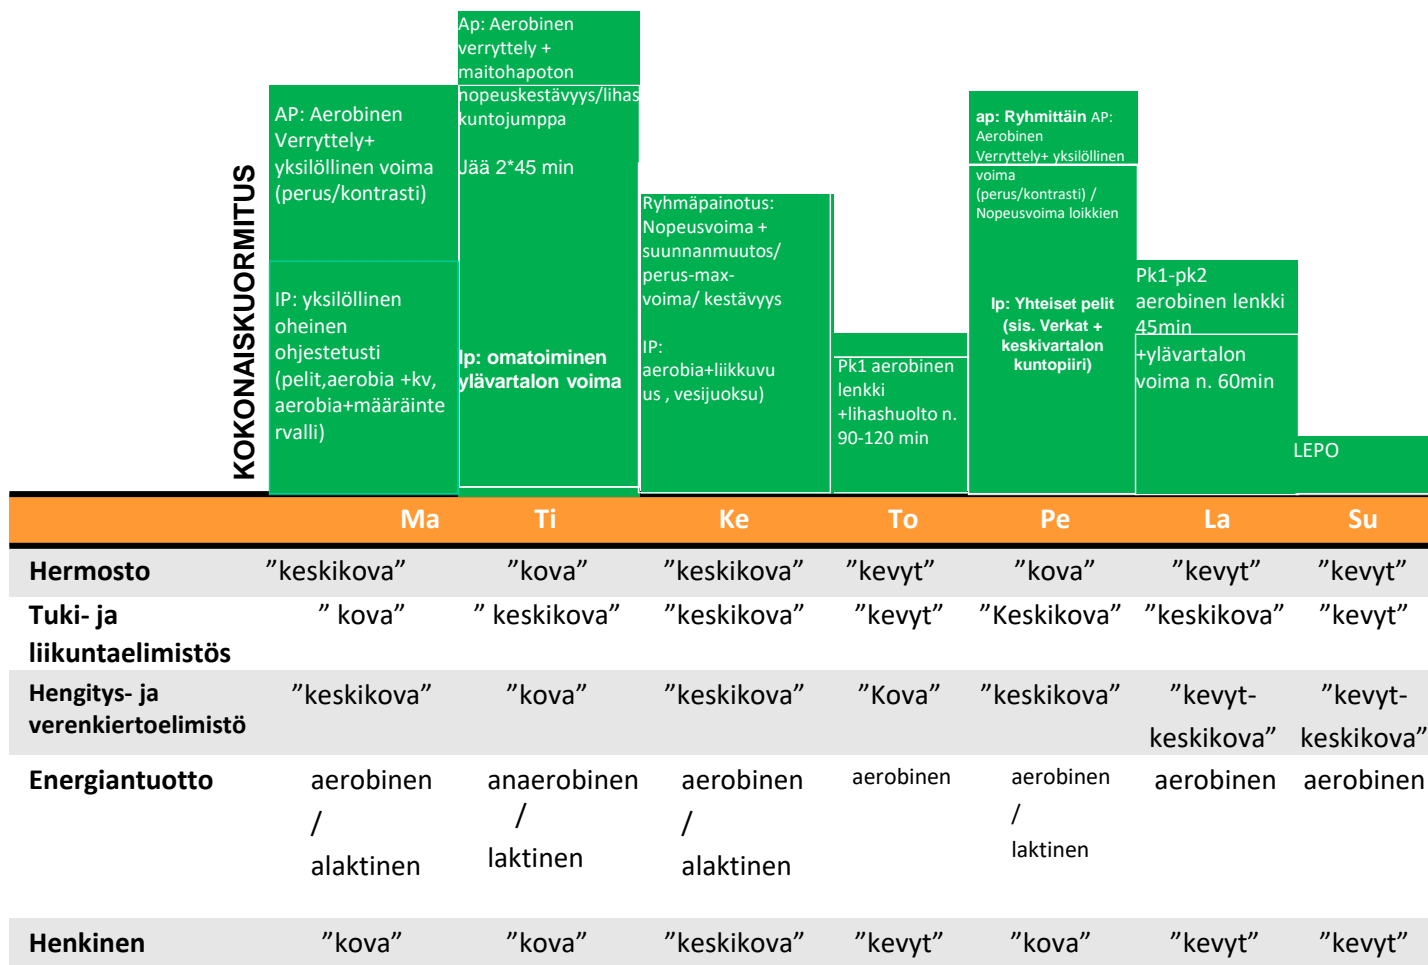 KOKONAISKUORMITUS
AP: Aerobinen
Verryttely+
yksilöllinen voima
(perus/kontrasti)
IP: yksilöllinen
oheinen
ohjestetusti
(pelit,aerobia +kv,
aerobia+määräinte
rvalli)
Ap: Aerobinen
verryttely +
maitohapoton
nopeuskestävyys/lihas
kuntojumppa
Jää 2*45 min
Ip: omatoiminen
ylävartalon voima
Ryhmäpainotus:
Nopeusvoima +
suunnanmuutos/
perus-max-
voima/ kestävyys
IP:
aerobia+liikkuvu
us , vesijuoksu)
Pk1 aerobinen
lenkki
+lihashuolto n.
90-120 min
ap: Ryhmittäin AP:
Aerobinen
Verryttely+ yksilöllinen
voima
(perus/kontrasti) /
Nopeusvoima loikkien
Ip: Yhteiset pelit
(sis. Verkat +
keskivartalon
kuntopiiri)
Pk1-pk2
aerobinen lenkki
45min
+ylävartalon
voima n. 60min
LEPO
Ma Ti Ke To Pe La Su
Hermosto ”keskikova” ”kova” ”keskikova” ”kevyt” ”kova” ”kevyt” ”kevyt”
Tuki- ja ” kova” ” keskikova” ”keskikova” ”kevyt” ”Keskikova” ”keskikova” ”kevyt”
liikuntaelimistös
Hengitys- ja ”keskikova” ”kova” ”keskikova” ”Kova” ”keskikova” ”kevyt- ”kevyt-
verenkiertoelimistö keskikova” keskikova”
Energiantuotto aerobinen anaerobinen aerobinen aerobinen aerobinen aerobinen aerobinen
/ / / /
alaktinen laktinen alaktinen laktinen
Henkinen ”kova” ”kova” ”keskikova” ”kevyt” ”kova” ”kevyt” ”kevyt”